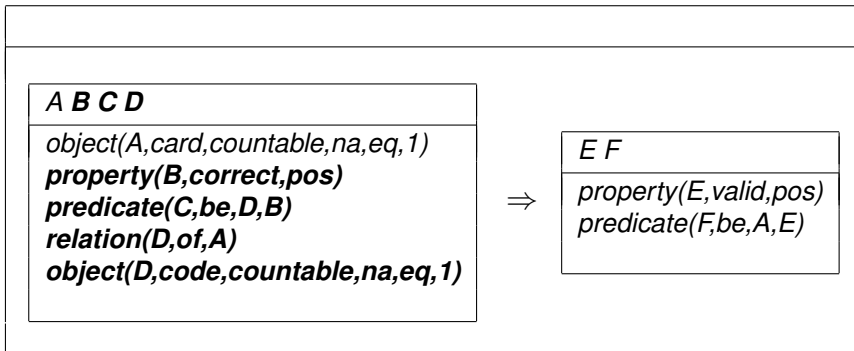 A B C D
object(A,card,countable,na,eq,1)
property(B,correct,pos)
predicate(C,be,D,B)
relation(D,of,A)
object(D,code,countable,na,eq,1)
⇒
E F
property(E,valid,pos)
predicate(F,be,A,E)